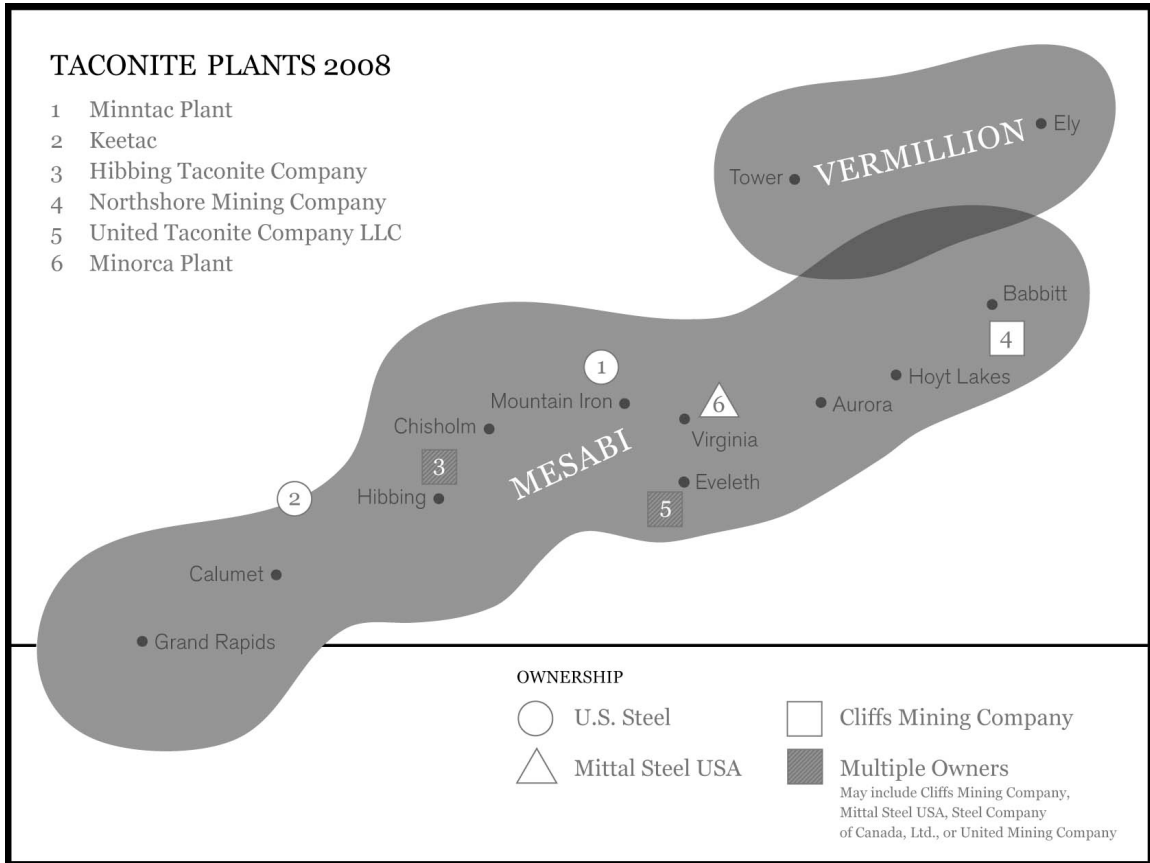 TACONITE PLANTS 2008
1 Minntac Plant
2 Keetac
3 Hibbing Taconite Company
4 Northshore Mining Company
5 United Taconite Company LLC
6 Minorca Plant
Ely
VERMILLION
Tower
Babbitt
4
1
Hoyt Lakes
Mountain Iron
6
Aurora
Chisholm
Virginia
MESABI
3
Eveleth
2
Hibbing
5
Calumet
Grand Rapids
OWNERSHIP
U.S. Steel
Cliffs Mining Company
Mittal Steel USA
Multiple Owners
May include Cliffs Mining Company,
Mittal Steel USA, Steel Company
of Canada, Ltd., or United Mining Company